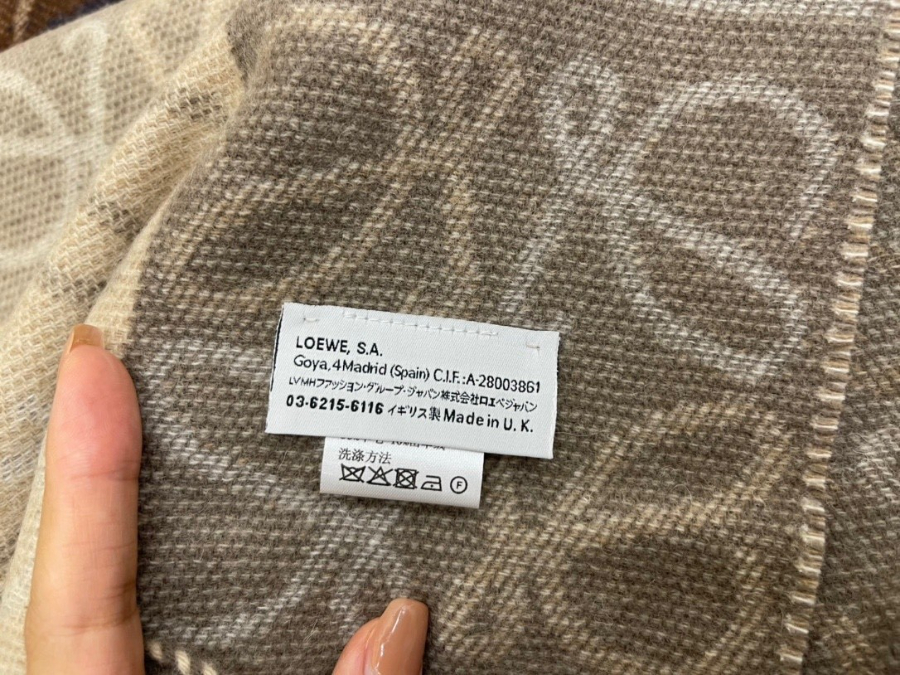 LOEWE, S.A.
Goya, 4 Madrid (Spain) C.I.F.:A-28003861
LVMHファッション・グループ・ジャパン株式会社ロエベジャパン
03-6215-6116 イギリス製 Made in U. K.
洗涤方法
F